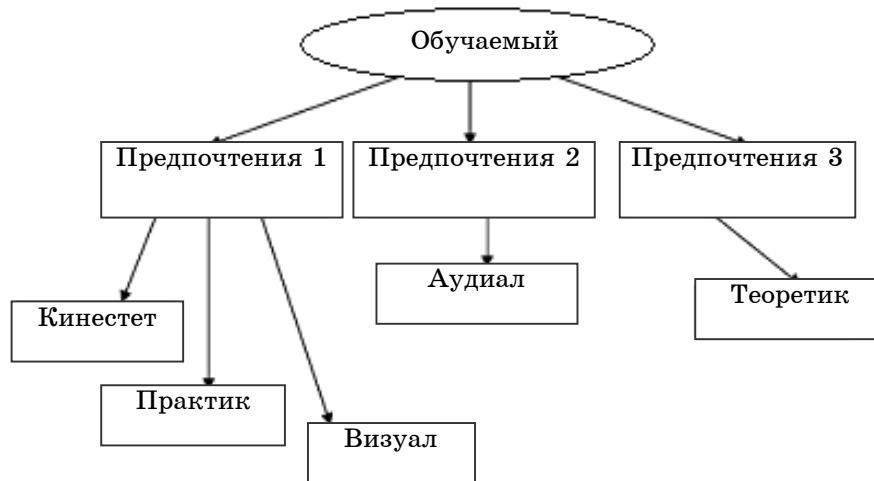 Обучаемый
Предпочтения 1
Предпочтения 2
Предпочтения 3
Кинестет
Практик
Визуал
Аудиал
Теоретик